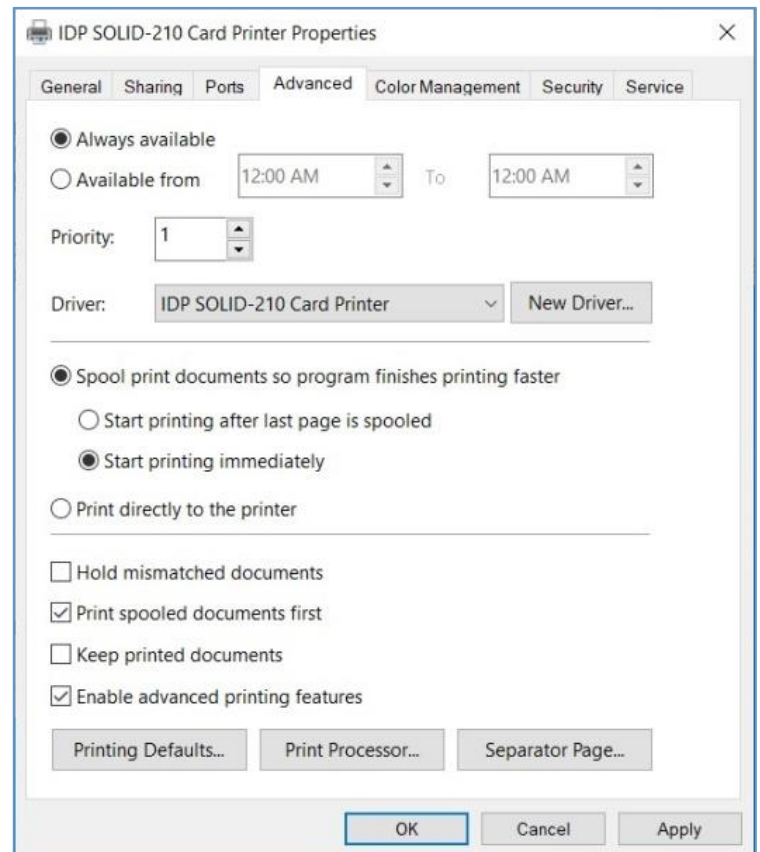 IDP SOLID-210 Card Printer Properties
General Sharing Ports Advanced Color Management Security Service
Always available
Available from 12:00 AM To 12:00 AM
Priority: 1
Driver: IDP SOLID-210 Card Printer New Driver...
Spool print documents so program finishes printing faster
Start printing after last page is spooled
Start printing immediately
Print directly to the printer
Hold mismatched documents
Print spooled documents first
Keep printed documents
Enable advanced printing features
Printing Defaults... Print Processor... Separator Page...
OK Cancel Apply